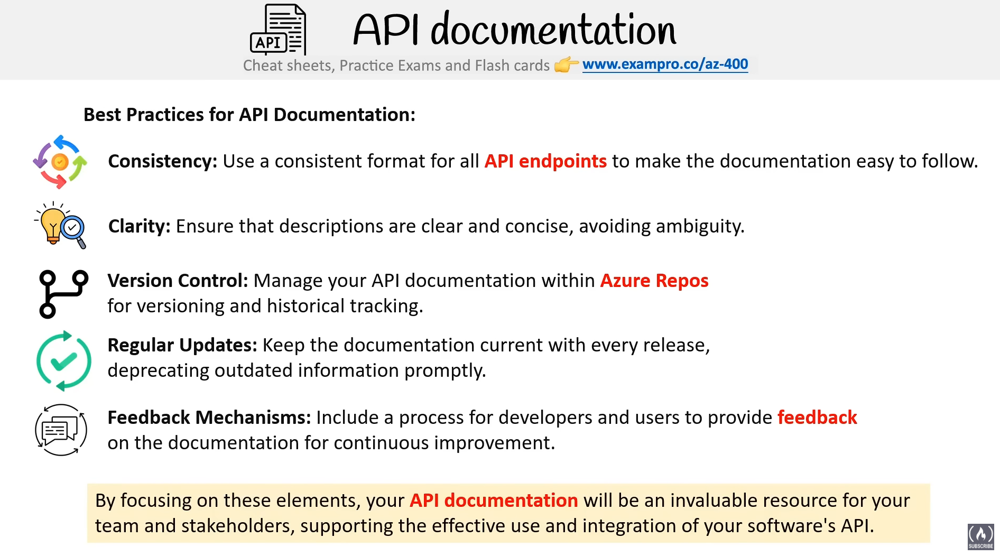 API
API documentation
Cheat sheets, Practice Exams and Flash cards www.exampro.co/az-400
Best Practices for API Documentation:
Consistency: Use a consistent format for all API endpoints to make the documentation easy to follow.
Clarity: Ensure that descriptions are clear and concise, avoiding ambiguity.
Version Control: Manage your API documentation within Azure Repos
for versioning and historical tracking.
Regular Updates: Keep the documentation current with every release,
deprecating outdated information promptly.
Feedback Mechanisms: Include a process for developers and users to provide feedback
on the documentation for continuous improvement.
By focusing on these elements, your API documentation will be an invaluable resource for your
team and stakeholders, supporting the effective use and integration of your software's API.
SUBSCRIBE